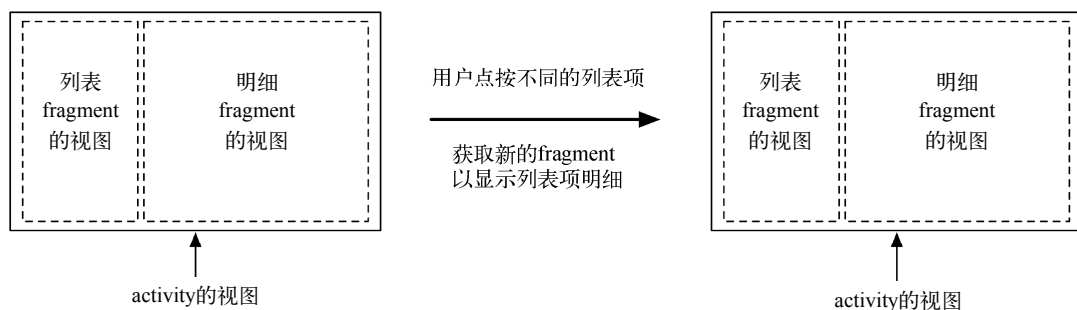 列表
fragment
的视图
明细
fragment
的视图
activity的视图
用户点按不同的列表项
获取新的fragment
以显示列表项明细
列表
fragment
的视图
明细
fragment
的视图
activity的视图